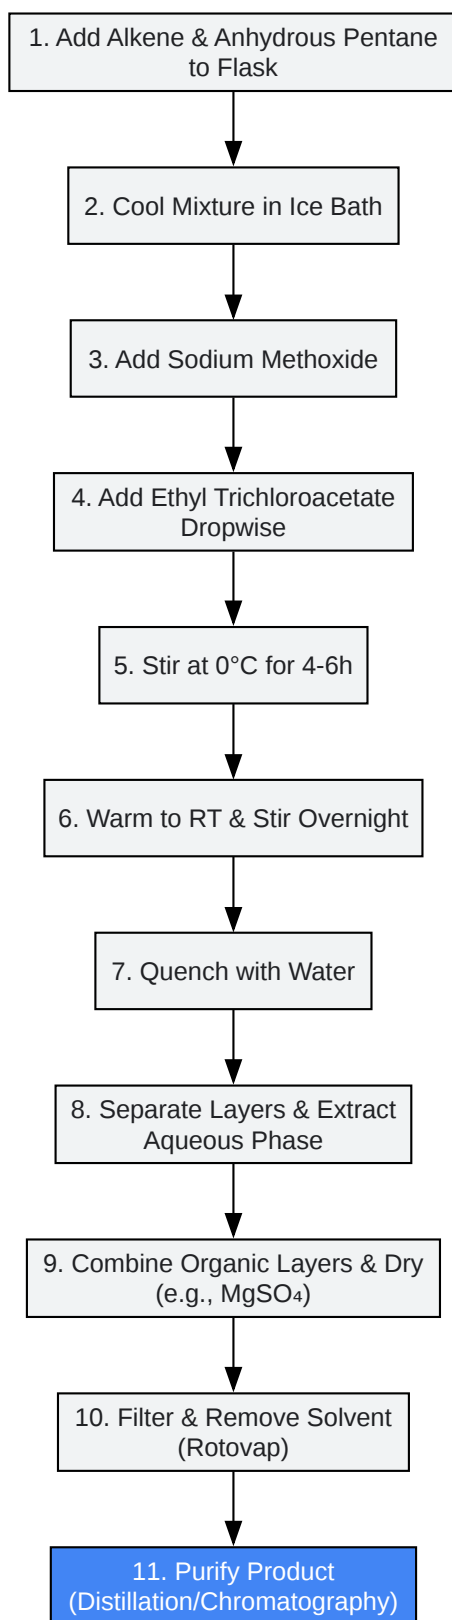 1. Add Alkene & Anhydrous Pentane
to Flask
2. Cool Mixture in Ice Bath
3. Add Sodium Methoxide
4. Add Ethyl Trichloroacetate
Dropwise
5. Stir at 0°C for 4-6h
6. Warm to RT & Stir Overnight
7. Quench with Water
8. Separate Layers & Extract
Aqueous Phase
9. Combine Organic Layers & Dry
(e.g., MgSO₄)
10. Filter & Remove Solvent
(Rotovap)
11. Purify Product
(Distillation/Chromatography)